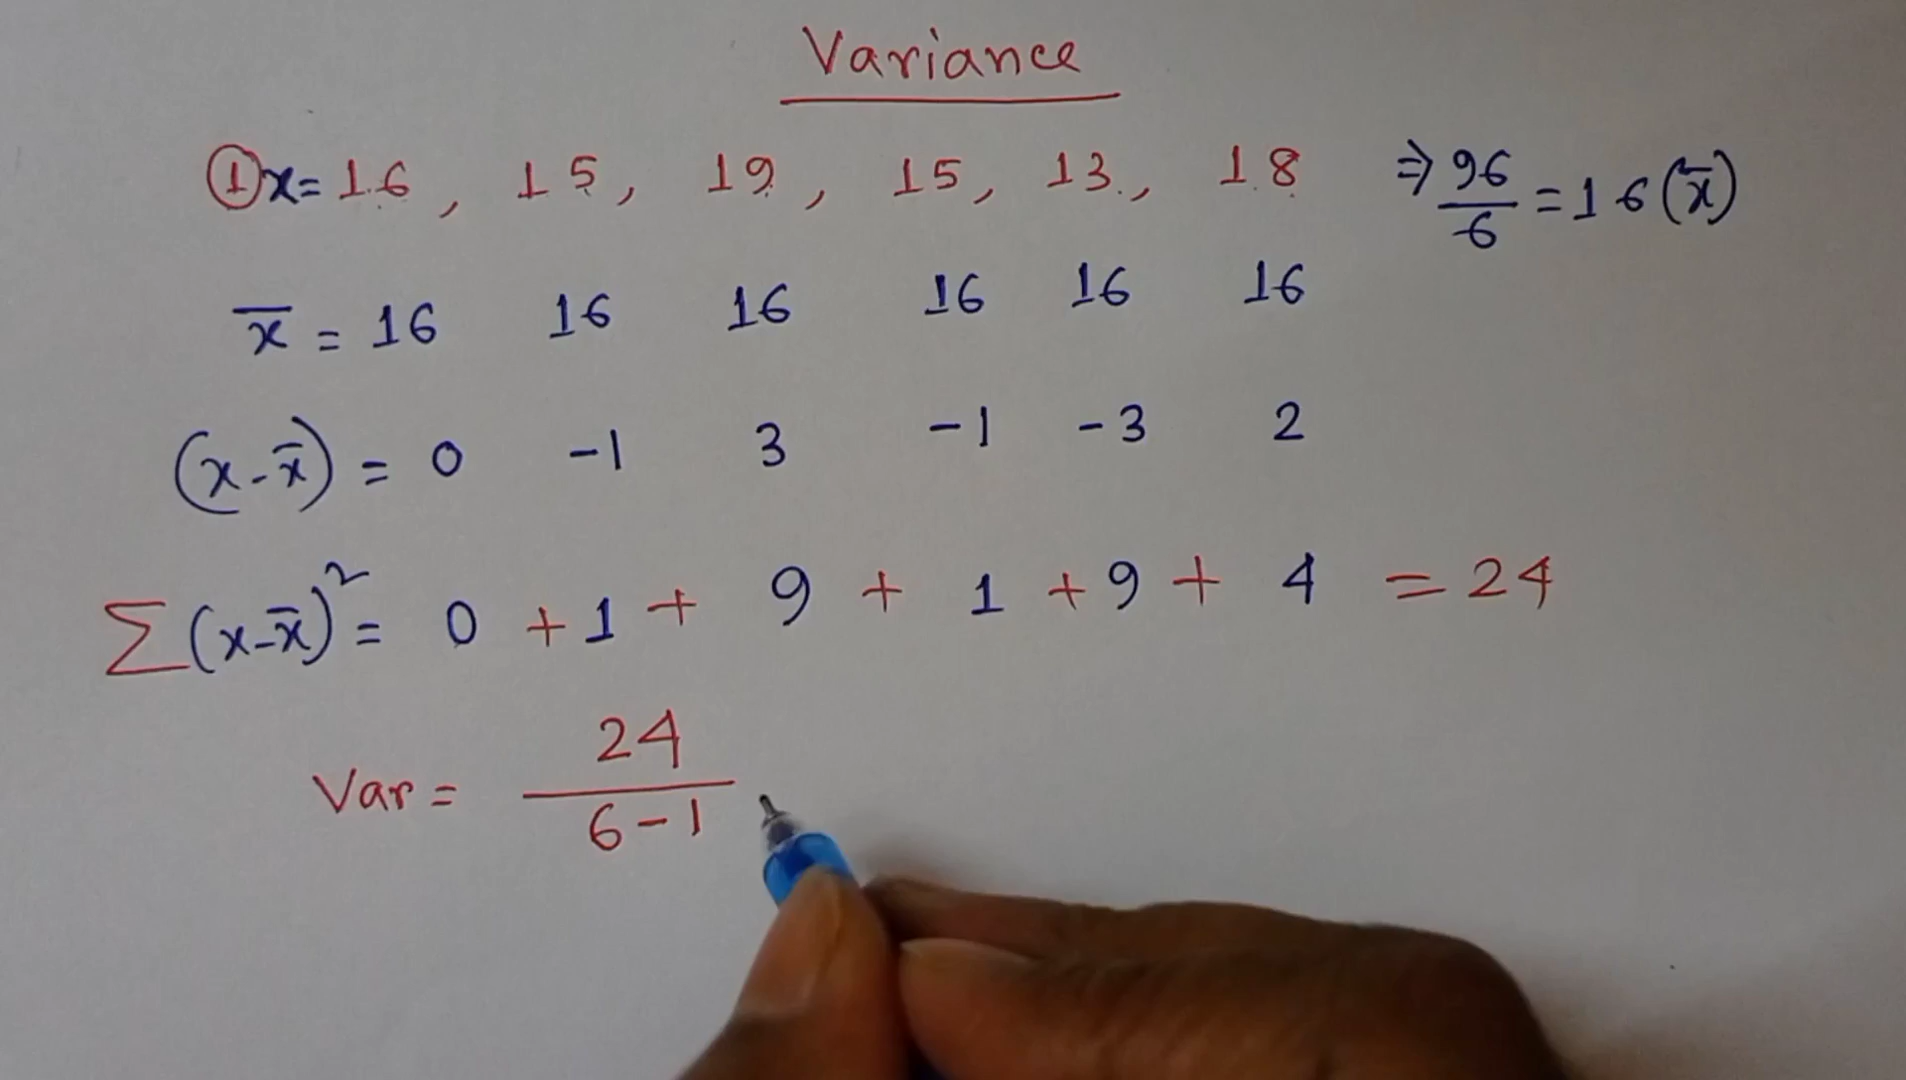 Variance
① x = 16, 15, 19, 15, 13, 18 ⇒ 96/6 = 16 (x̄)
x̄ = 16 16 16 16 16 16
(x - x̄) = 0 -1 3 -1 -3 2
∑(x - x̄)² = 0 + 1 + 9 + 1 + 9 + 4 = 24
Var = 24/(6 - 1)